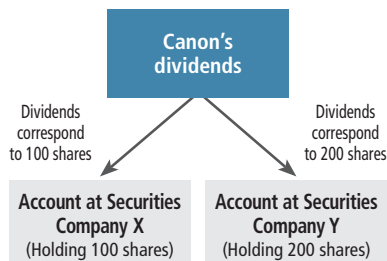 Canon's
dividends
Dividends
correspond
to 100 shares
Dividends
correspond
to 200 shares
Account at Securities
Company X
(Holding 100 shares)
Account at Securities
Company Y
(Holding 200 shares)